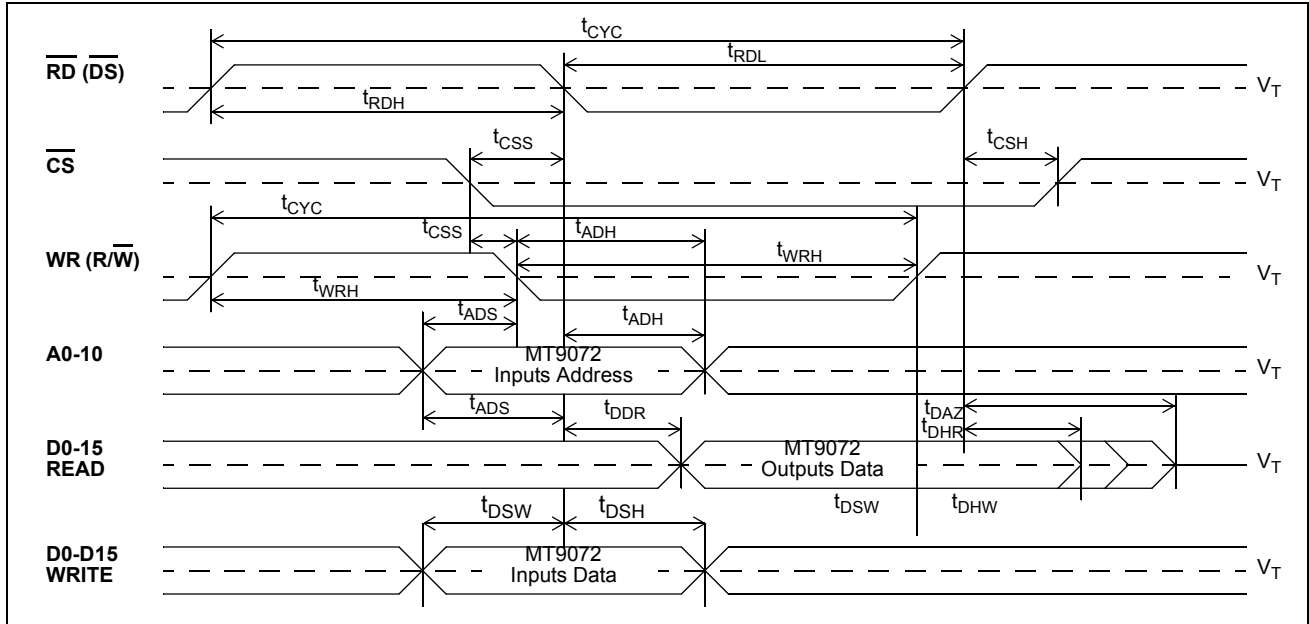 tCYC
RD (DS)
tRDL
VT
tRDH
tCSS
tCSH
CS
VT
tCYC
tCSS
tADH
WR (R/W)
tWRH
VT
tWRH
tADS
tADH
A0-10
MT9072
Inputs Address
VT
tADS
tDDR
tDAZ
tDHR
D0-15
READ
MT9072
Outputs Data
VT
tDSW
tDHW
tDSW
tDSH
D0-D15
WRITE
MT9072
Inputs Data
VT